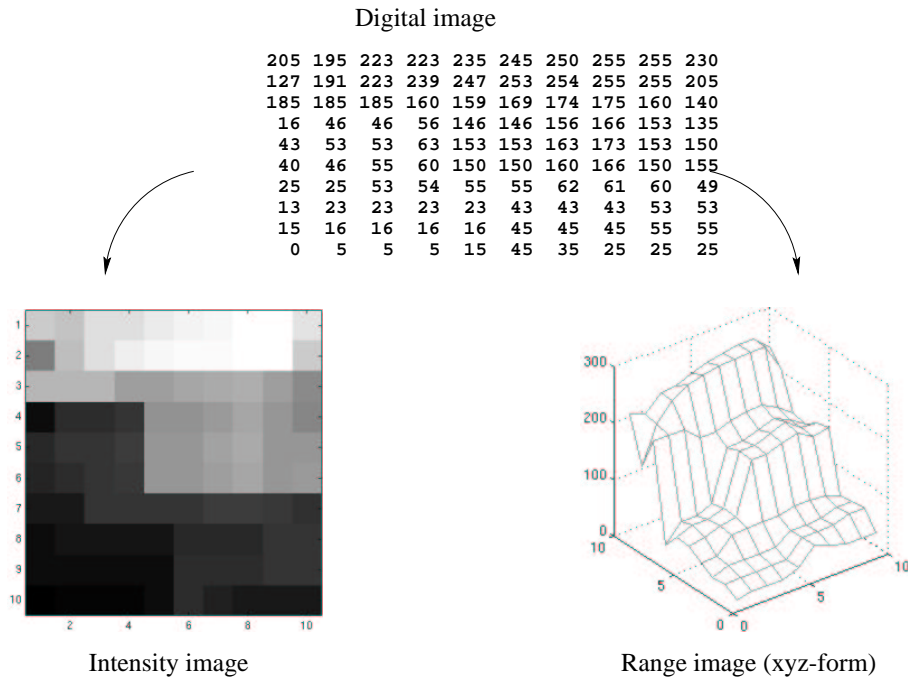 Digital image
205 195 223 223 235 245 250 255 255 230
127 191 223 239 247 253 254 255 255 205
185 185 185 160 159 169 174 175 160 140
16 46 46 56 146 146 156 166 153 135
43 53 53 63 153 153 163 173 153 150
40 46 55 60 150 150 160 166 150 155
25 25 53 54 55 55 62 61 60 49
13 23 23 23 23 43 43 43 53 53
15 16 16 16 16 45 45 45 55 55
0 5 5 5 15 45 35 25 25 25
1
2
3
4
5
6
7
8
9
10
2 4 6 8 10
300
200
100
0
10
5
0
0
5
10
Intensity image
Range image (xyz-form)